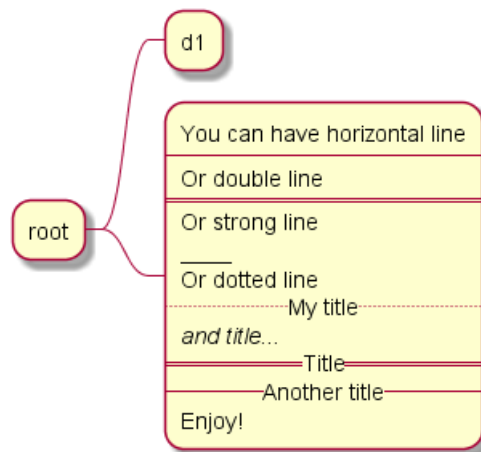 d1
root
You can have horizontal line
Or double line
Or strong line
____
Or dotted line
My title
and title...
Title
Another title
Enjoy!